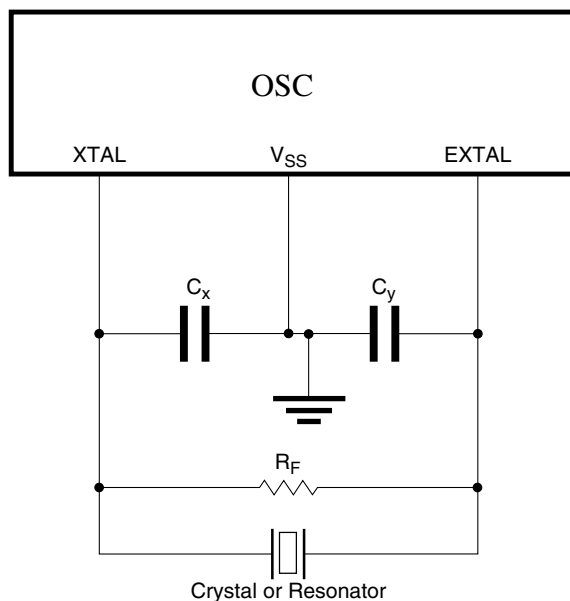 OSC
XTAL VSS EXTAL
Cx Cy
RF
Crystal or Resonator